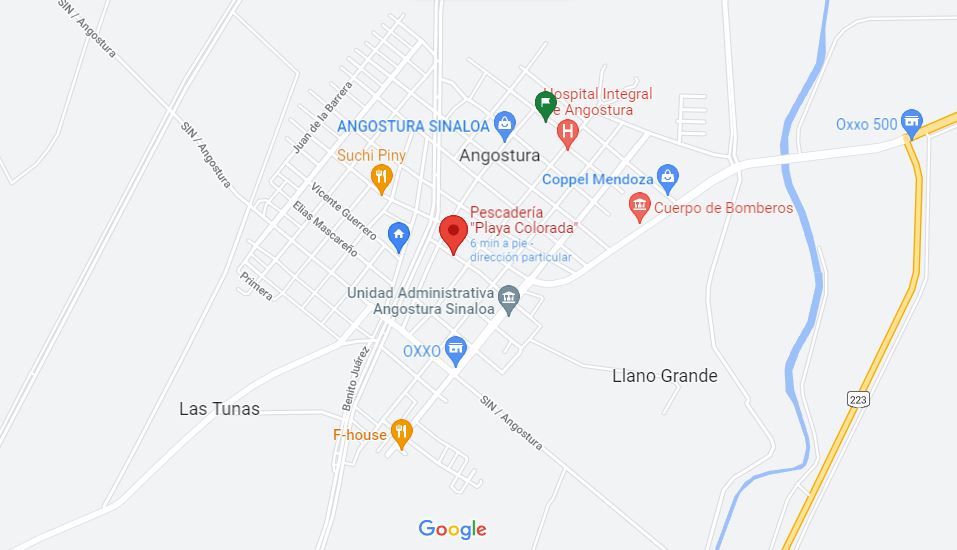 SIN / Angostura
Juan de la Barrera
Hospital Integral
de Angostura
ANGOSTURA SINALOA
Oxxo 500
SIN / Angostura
Suchi Piny
Angostura
Coppel Mendoza
Vicente Guerrero
Elías Mascareño
Cuerpo de Bomberos
Pescadería
"Playa Colorada"
6 min a pie -
dirección particular
Primera
Unidad Administrativa
Angostura Sinaloa
OXXO
Benito Juárez
Llano Grande
223
Las Tunas
SIN / Angostura
F-house
Google